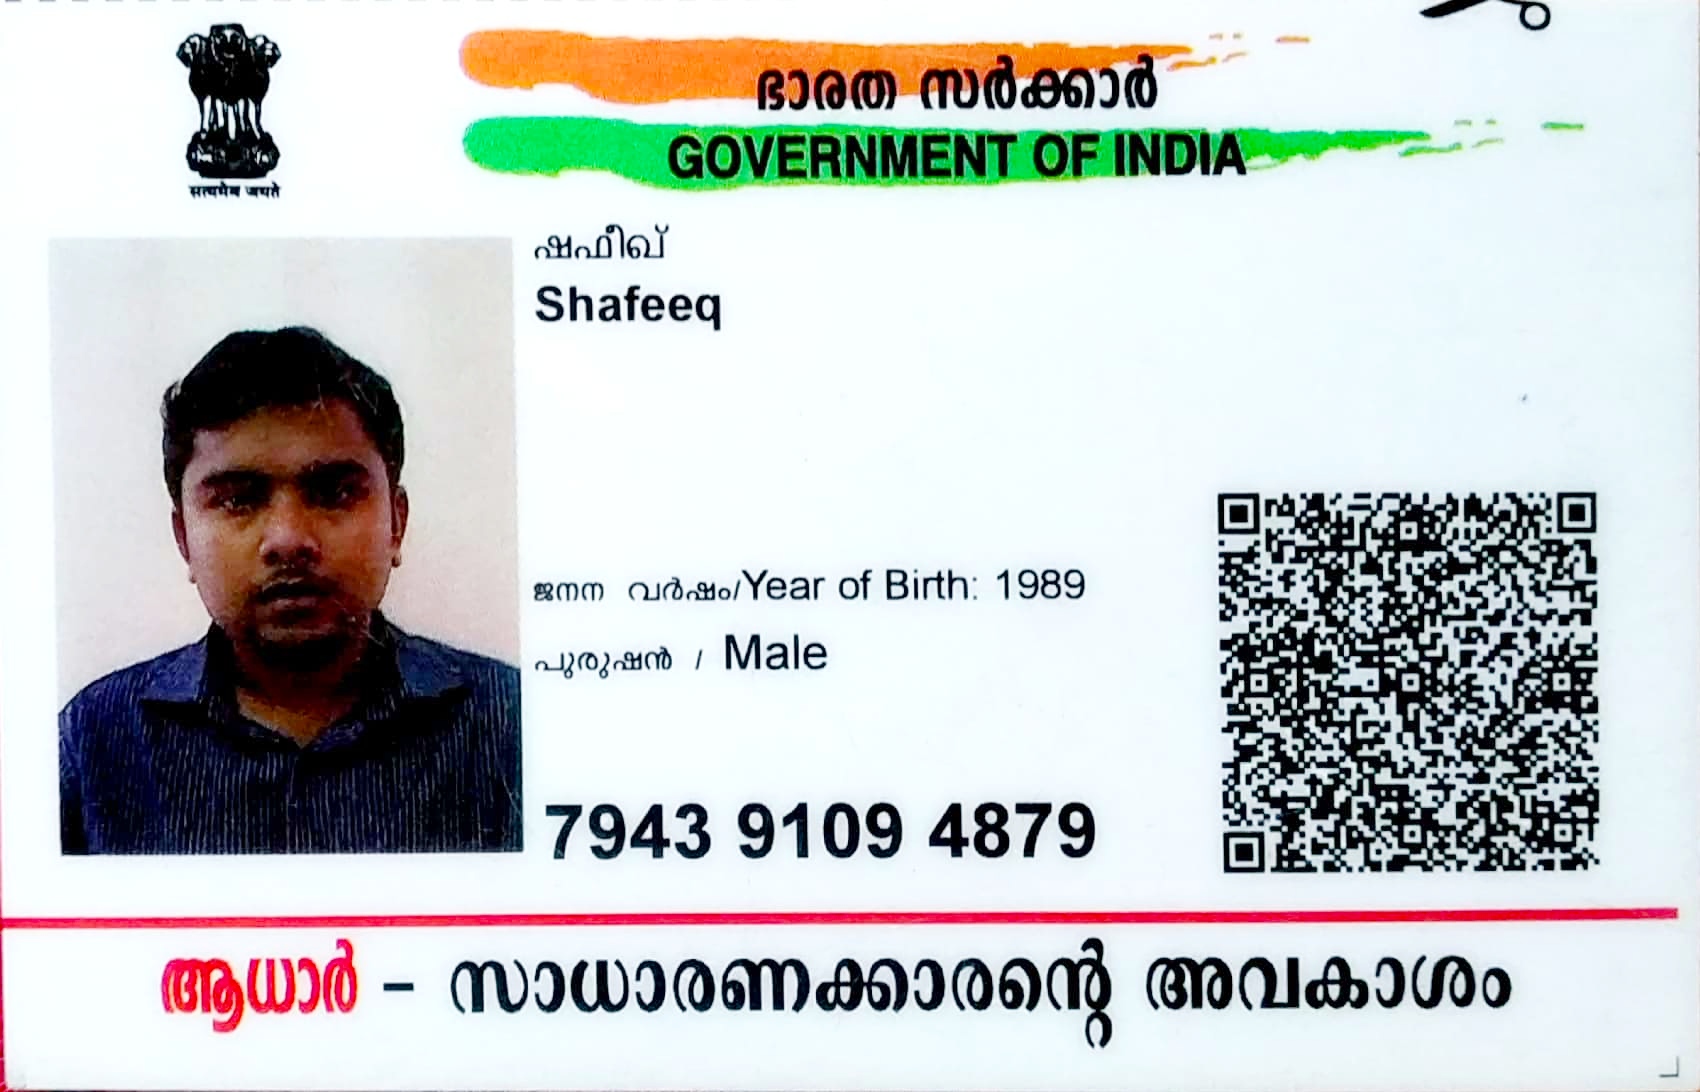 भारत സർക്കാർ
GOVERNMENT OF INDIA
सत्यमेव जयते
ഷഫീഖ്
Shafeeq
ജനന വർഷം/Year of Birth: 1989
പുരുഷൻ / Male
7943 9109 4879
ആധാർ - സാധാരണക്കാരന്റെ അവകാശം